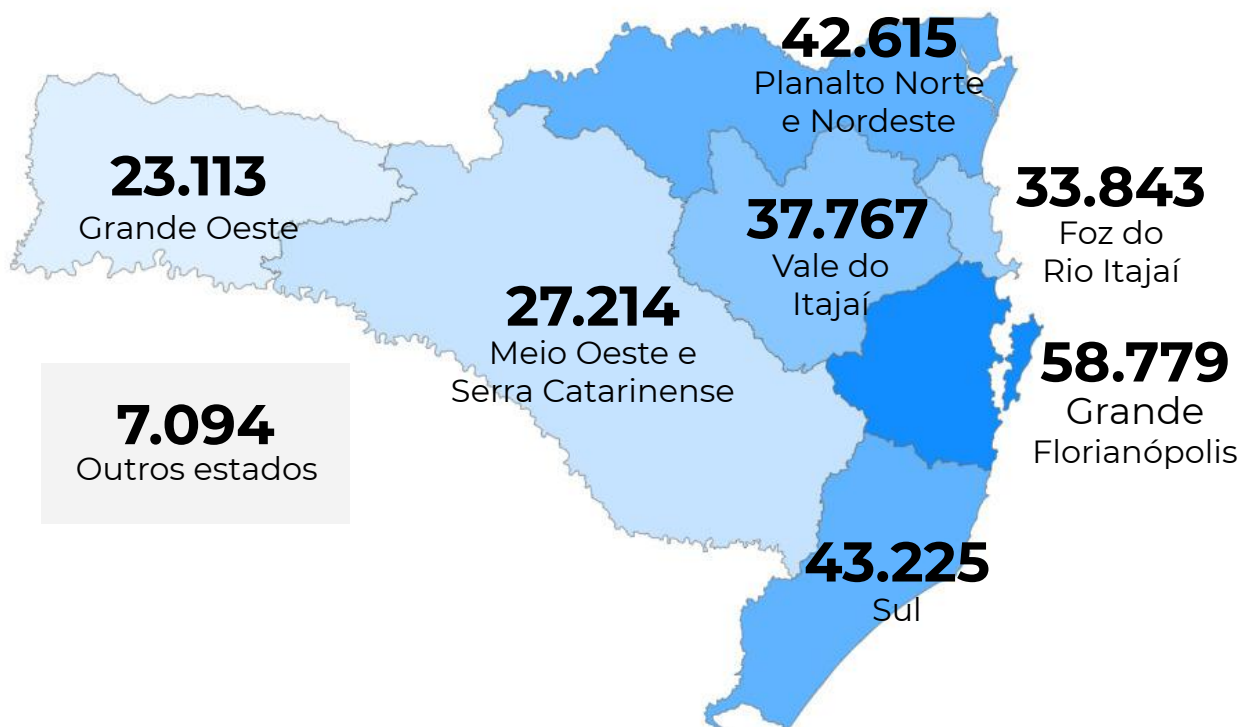 42.615
Planalto Norte
e Nordeste
23.113
Grande Oeste
33.843
Foz do
Rio Itajaí
37.767
Vale do
Itajaí
27.214
Meio Oeste e
Serra Catarinense
58.779
Grande
Florianópolis
7.094
Outros estados
43.225
Sul